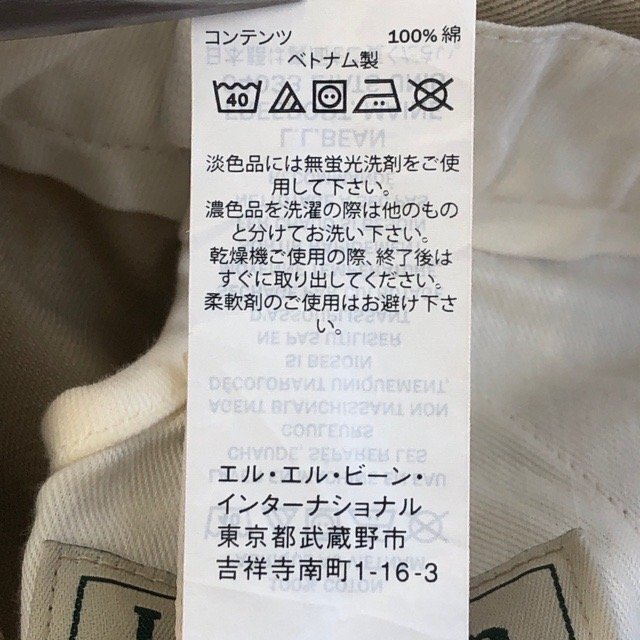 コンテンツ 100% 綿
ベトナム製
40
淡色品には無蛍光洗剤をご使
用して下さい。
濃色品を洗濯の際は他のもの
と分けてお洗い下さい。
乾燥機ご使用の際、終了後は
すぐに取り出してください。
柔軟剤のご使用はお避け下さ
い。
エル・エル・ビーン・
インターナショナル
東京都武蔵野市
吉祥寺南町1-16-3